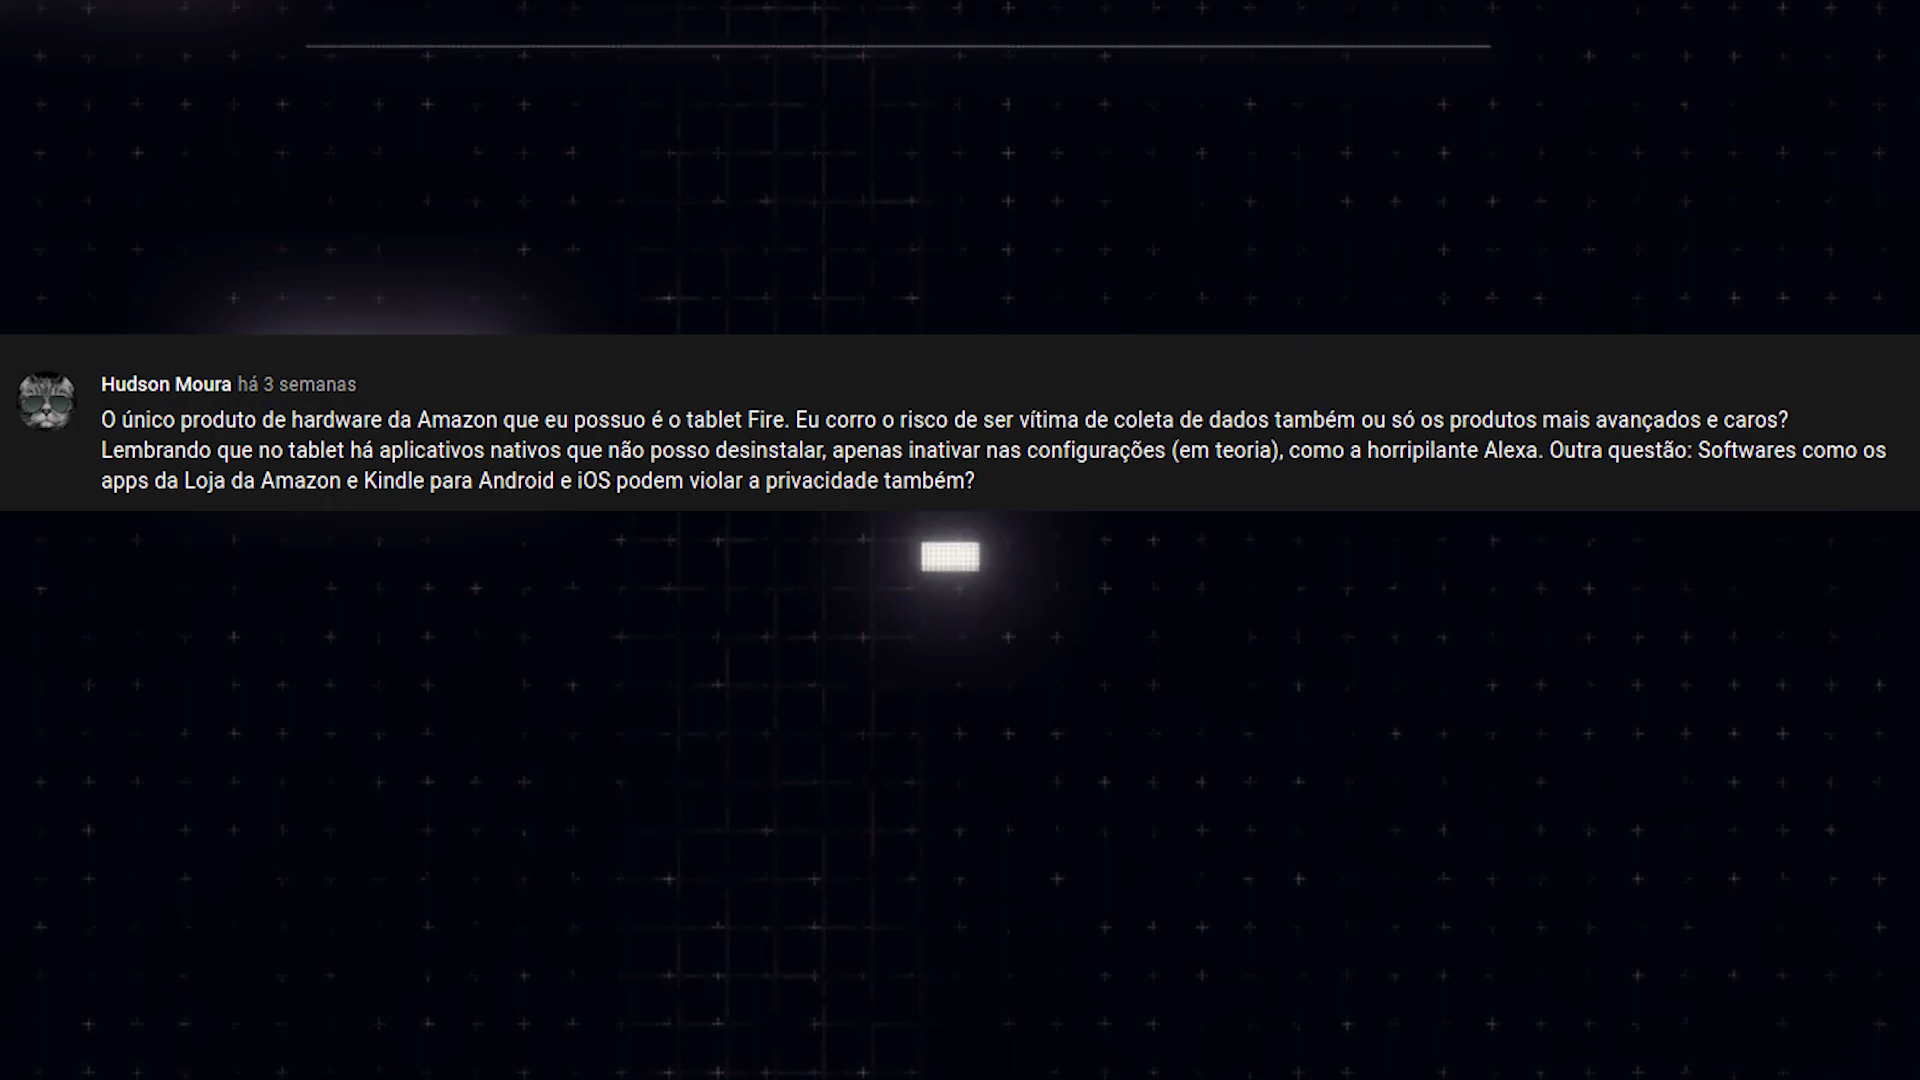 Hudson Moura há 3 semanas
O único produto de hardware da Amazon que eu possuo é o tablet Fire. Eu corro o risco de ser vítima de coleta de dados também ou só os produtos mais avançados e caros?
Lembrando que no tablet há aplicativos nativos que não posso desinstalar, apenas inativar nas configurações (em teoria), como a horripilante Alexa. Outra questão: Softwares como os
apps da Loja da Amazon e Kindle para Android e iOS podem violar a privacidade também?